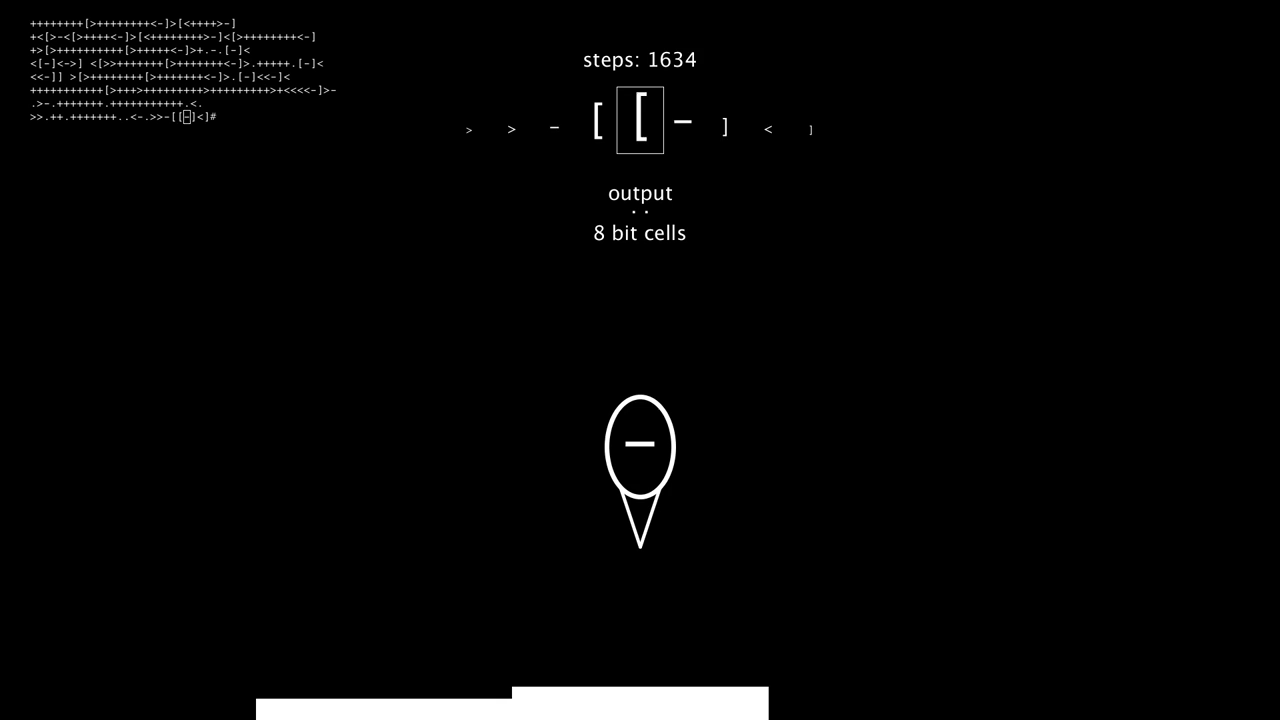 ++++++++[>++++++++<-]>[<++++>-]
+<[>-<[>++++<-]>[<++++++++>-]<[>++++++++<-]
+>[>++++++++++[>+++++<-]>+.-.[-]<
<[-]<->] <[>>+++++++[>+++++++<-]>.+++++.[-]<
<<-]] >[>++++++++[>+++++++<-]>.[-]<<-]<
+++++++++++[>+++>+++++++++>+++++++++>+<<<<-]>-
.>-.+++++++.+++++++++++.<.
>>.++.+++++++..<-.>>-[[-]<]#
steps: 1634
> > - [ [ - ] < ]
output
. .
8 bit cells
-